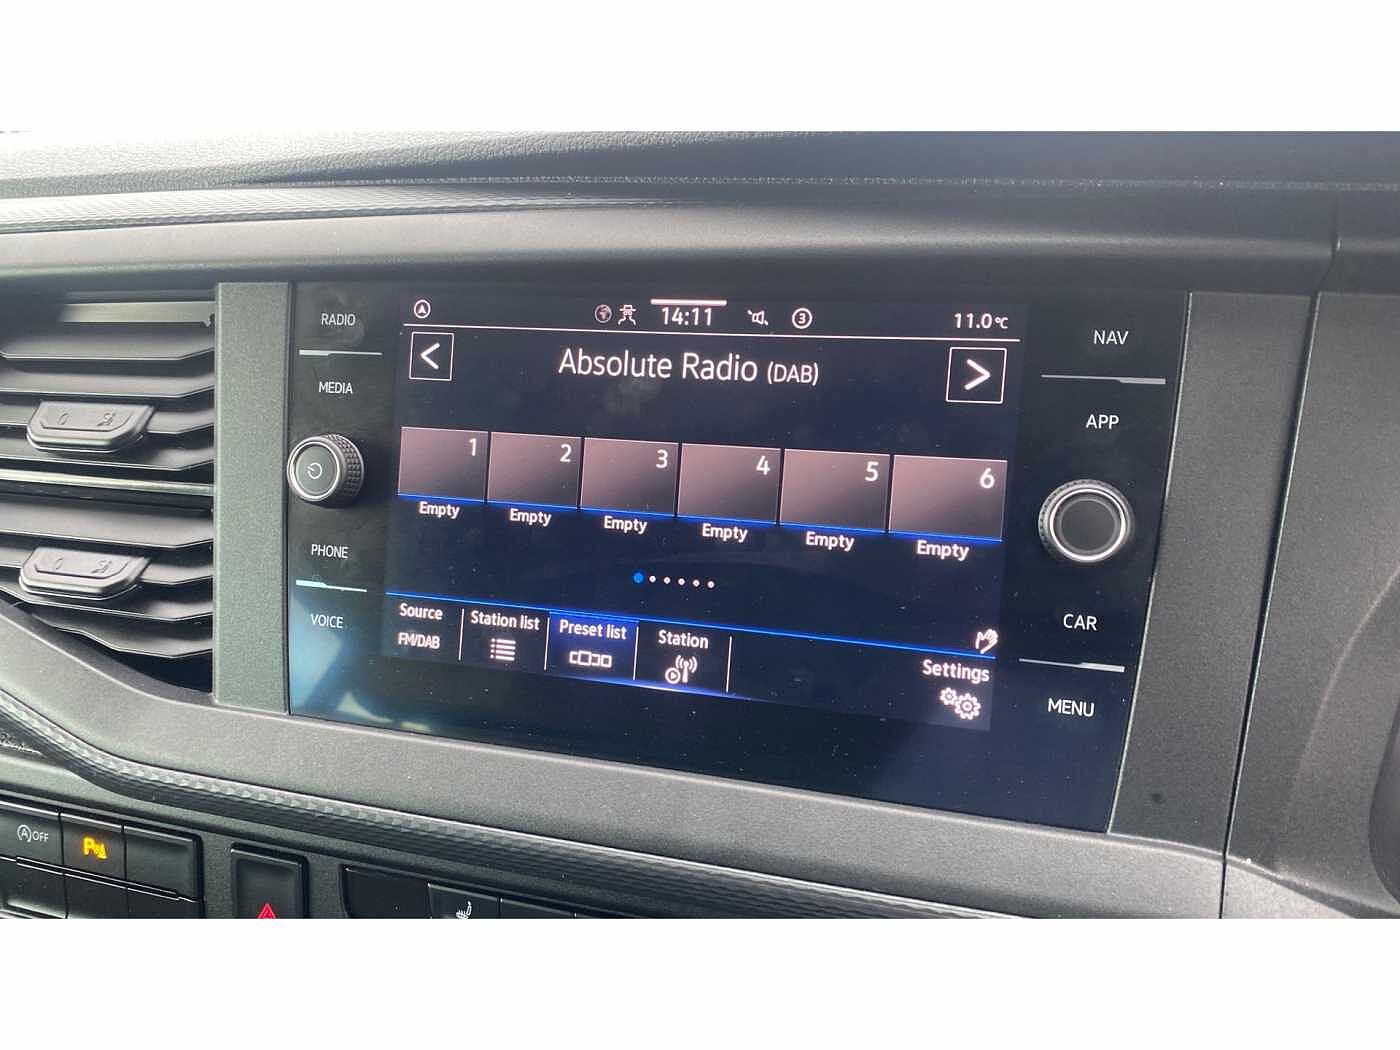 RADIO
MEDIA
PHONE
VOICE
14:11
3
11.0°C
Absolute Radio (DAB)
1 2 3 4 5 6
Empty Empty Empty Empty Empty Empty
Source Station list Preset list Station Settings
FM/DAB
NAV
APP
CAR
MENU
A OFF
P